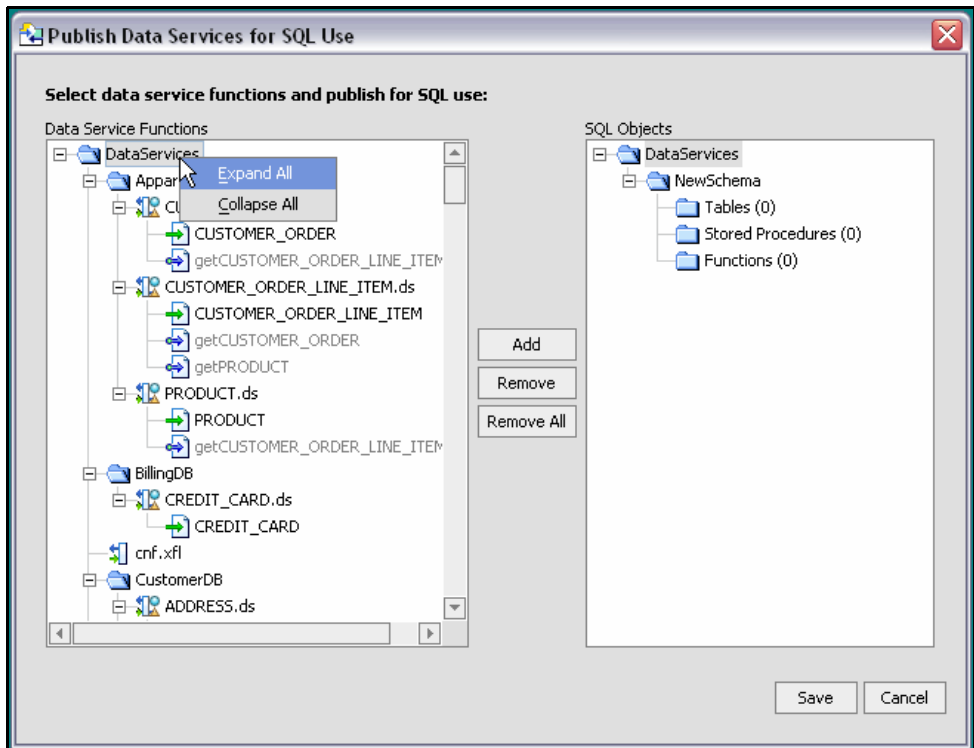 Publish Data Services for SQL Use
Select data service functions and publish for SQL use:
Data Service Functions
DataServices
Expand All
Collapse All
CUSTOMER_ORDER
getCUSTOMER_ORDER_LINE_ITEM
CUSTOMER_ORDER_LINE_ITEM.ds
CUSTOMER_ORDER_LINE_ITEM
getCUSTOMER_ORDER
getPRODUCT
PRODUCT.ds
PRODUCT
getCUSTOMER_ORDER_LINE_ITEM
BillingDB
CREDIT_CARD.ds
CREDIT_CARD
cnf.xfl
CustomerDB
ADDRESS.ds
Add
Remove
Remove All
SQL Objects
DataServices
NewSchema
Tables (0)
Stored Procedures (0)
Functions (0)
Save
Cancel